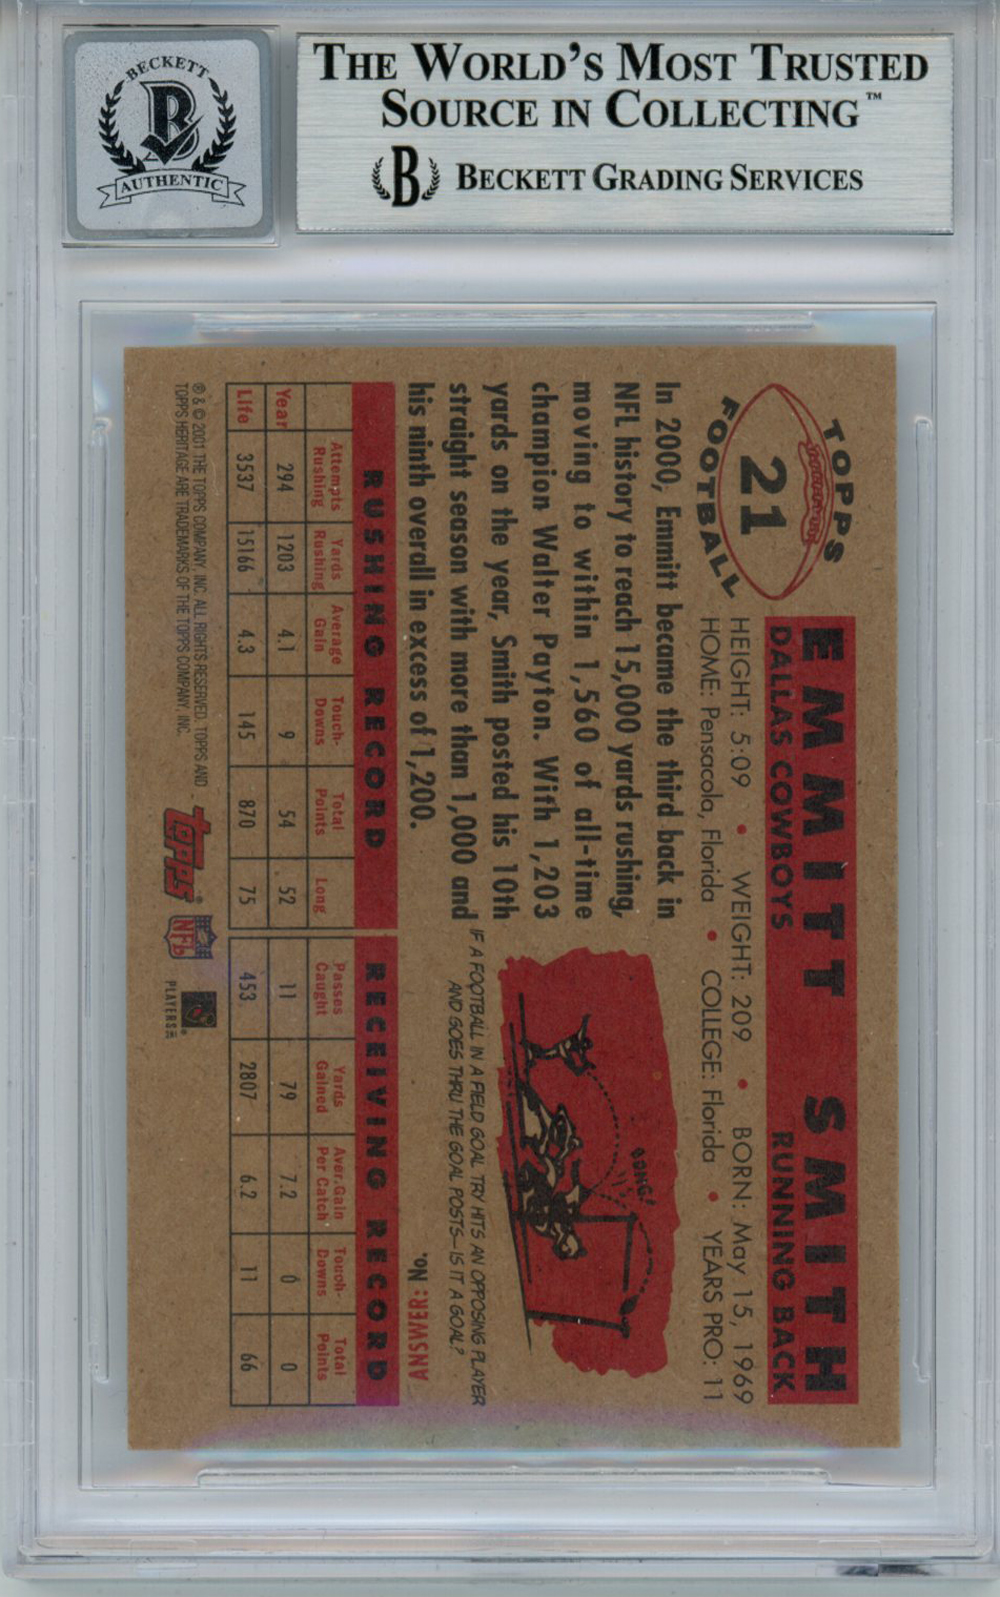 BECKETT
B
AUTHENTIC
THE WORLD'S MOST TRUSTED
SOURCE IN COLLECTING™
B BECKETT GRADING SERVICES
TOPPS
21
FOOTBALL
EMMITT SMITH
DALLAS COWBOYS RUNNING BACK
HEIGHT: 5:09 • WEIGHT: 209 • BORN: May 15, 1969
HOME: Pensacola, Florida • COLLEGE: Florida • YEARS PRO: 11
In 2000, Emmitt became the third back in
NFL history to reach 15,000 yards rushing,
moving to within 1,560 of all-time
champion Walter Payton. With 1,203
yards on the year, Smith posted his 10th
straight season with more than 1,000 and
his ninth overall in excess of 1,200.
BONG!
IF A FOOTBALL IN A FIELD GOAL TRY HITS AN OPPOSING PLAYER
AND GOES THRU THE GOAL POSTS—IS IT A GOAL?
ANSWER: No.
RUSHING RECORD RECEIVING RECORD
Attempts Rushing Yards Rushing Average Gain Touch-Downs Total Points Long Passes Caught Yards Gained Aver. Gain Per Catch Touch-Downs Total Points
Year 294 1203 4.1 9 54 52 11 79 7.2 0 0
Life 3537 15166 4.3 145 870 75 453 2807 6.2 11 66
® & © 2001 THE TOPPS COMPANY, INC. ALL RIGHTS RESERVED. TOPPS AND
TOPPS HERITAGE ARE TRADEMARKS OF THE TOPPS COMPANY, INC.
topps®
NFL
PLAYERS